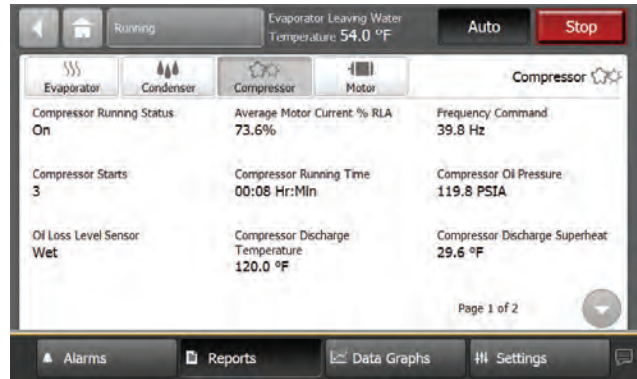 Running
Evaporator Leaving Water
Temperature 54.0 ºF
Auto
Stop
Evaporator
Condenser
Compressor
Motor
Compressor
Compressor Running Status
On
Average Motor Current % RLA
73.6%
Frequency Command
39.8 Hz
Compressor Starts
3
Compressor Running Time
00:08 Hr:Min
Compressor Oil Pressure
119.8 PSIA
Oil Loss Level Sensor
Wet
Compressor Discharge
Temperature
120.0 ºF
Compressor Discharge Superheat
29.6 ºF
Page 1 of 2
Alarms
Reports
Data Graphs
Settings